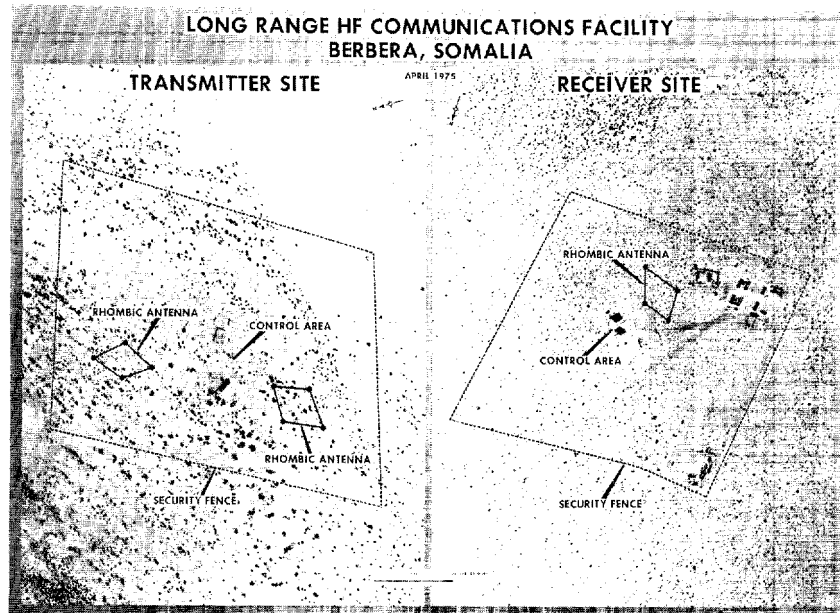 LONG RANGE HF COMMUNICATIONS FACILITY
BERBERA, SOMALIA
APRIL 1975
TRANSMITTER SITE
RECEIVER SITE
RHOMBIC ANTENNA
CONTROL AREA
RHOMBIC ANTENNA
SECURITY FENCE
RHOMBIC ANTENNA
CONTROL AREA
SECURITY FENCE